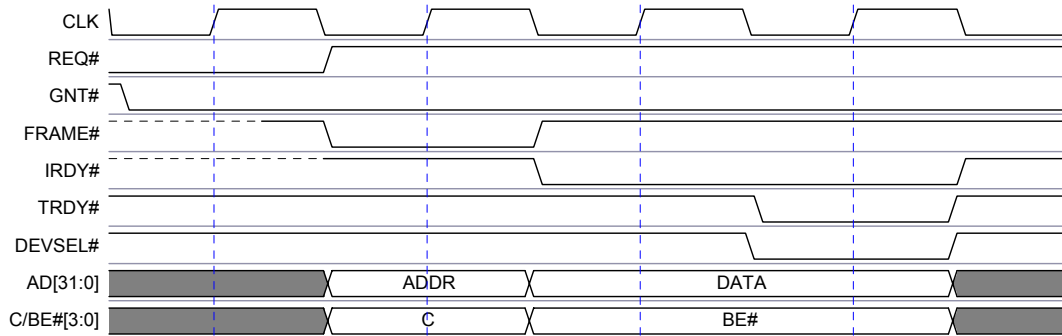 CLK
REQ#
GNT#
FRAME#
IRDY#
TRDY#
DEVSEL#
AD[31:0] ADDR DATA
C/BE#[3:0] C BE#